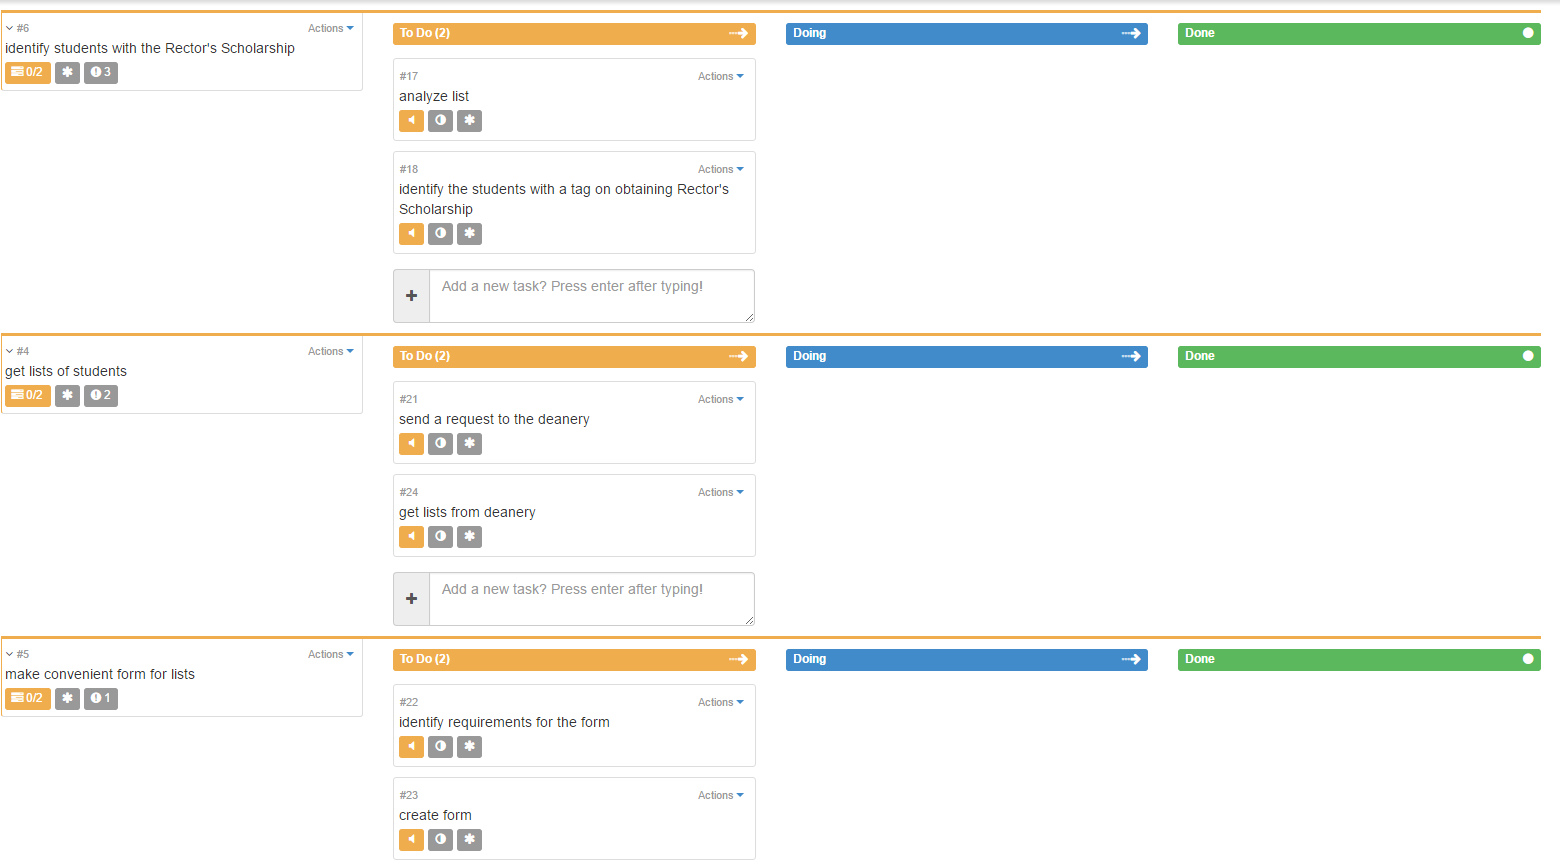 #6 Actions
identify students with the Rector's Scholarship
0/2 3
To Do (2)
Doing
Done
#17 Actions
analyze list
#18 Actions
identify the students with a tag on obtaining Rector's
Scholarship
Add a new task? Press enter after typing!
#4 Actions
get lists of students
0/2 2
To Do (2)
Doing
Done
#21 Actions
send a request to the deanery
#24 Actions
get lists from deanery
Add a new task? Press enter after typing!
#5 Actions
make convenient form for lists
0/2 1
To Do (2)
Doing
Done
#22 Actions
identify requirements for the form
#23 Actions
create form